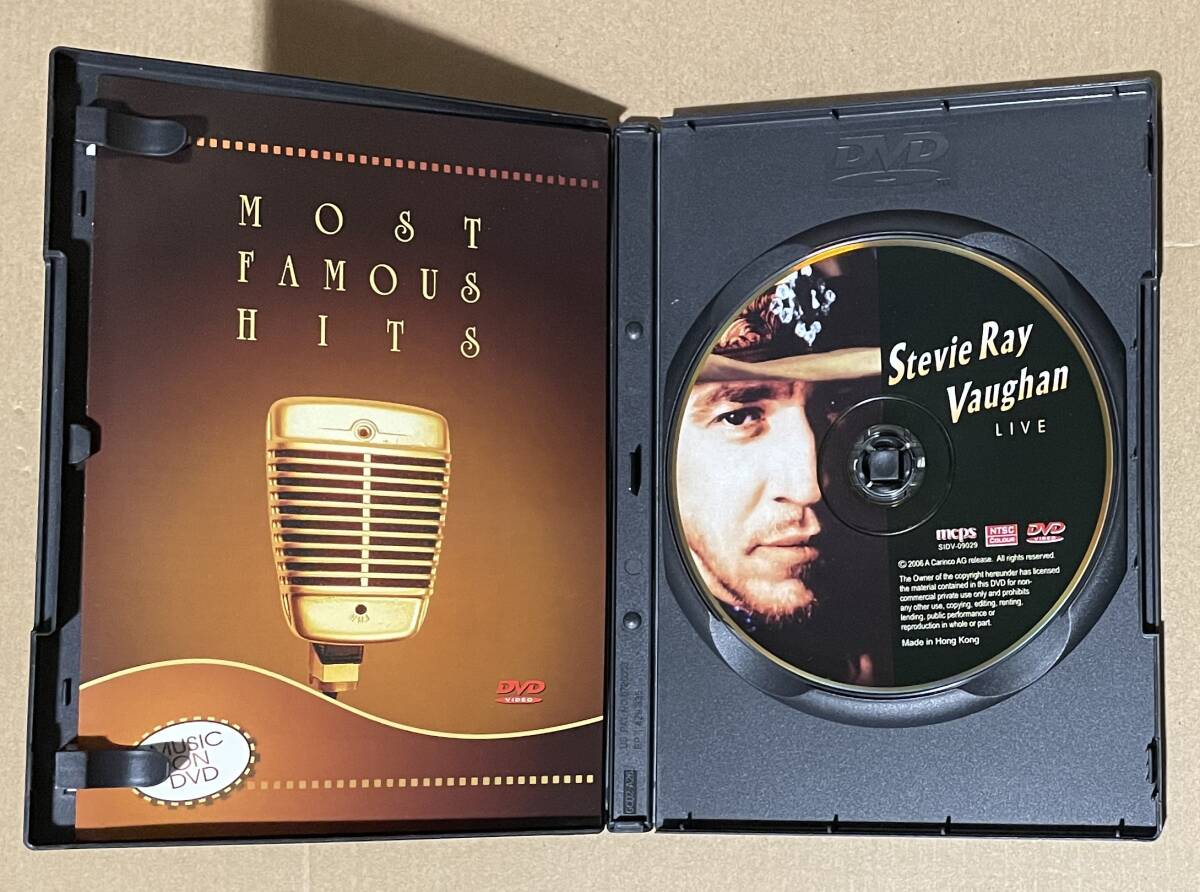 MOST
FAMOUS
HITS
DVD
VIDEO
MUSIC
ON
DVD
DVD
Stevie Ray
Vaughan
LIVE
mcps
SIDV-09029
NTSC
COLOUR
DVD
VIDEO
© 2006 A Carinco AG release. All rights reserved.
The Owner of the copyright hereunder has licensed
the material contained in this DVD for non-
commercial private use only and prohibits
any other use, copying, editing, renting,
lending, public performance or
reproduction in whole or part.
Made in Hong Kong